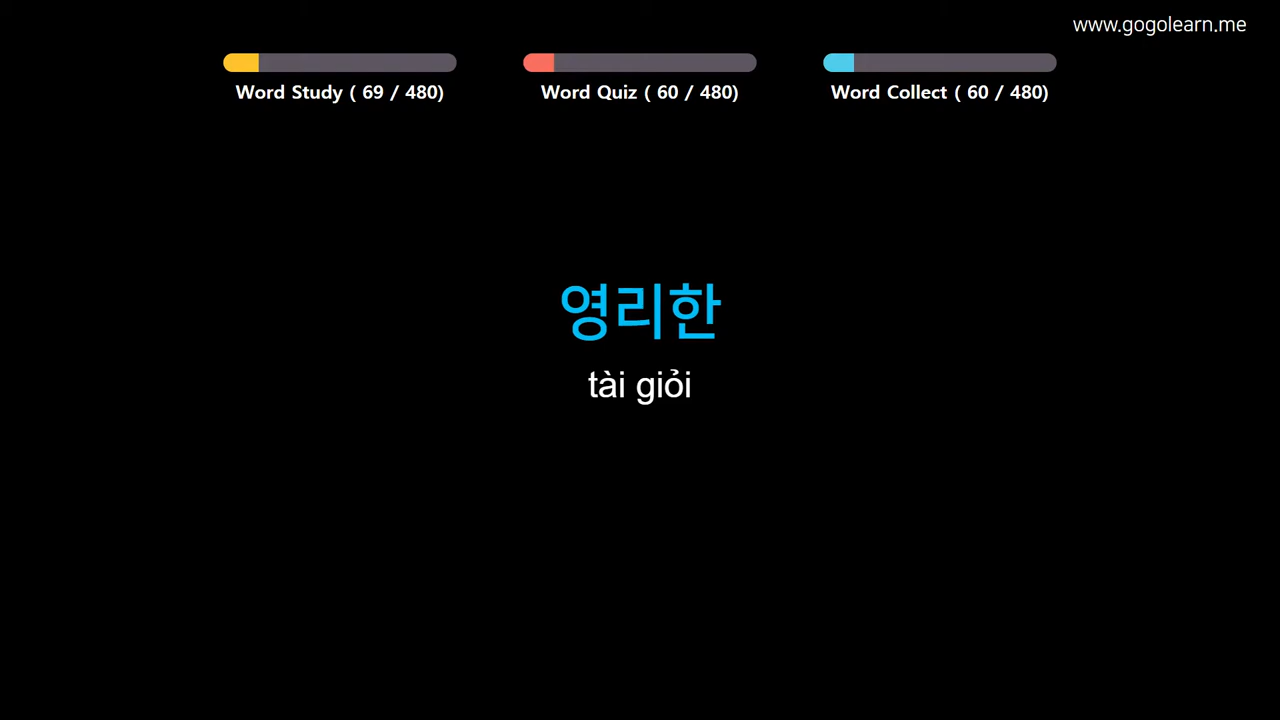 www.gogolearn.me
Word Study ( 69 / 480)
Word Quiz ( 60 / 480)
Word Collect ( 60 / 480)
영리한
tài giỏi